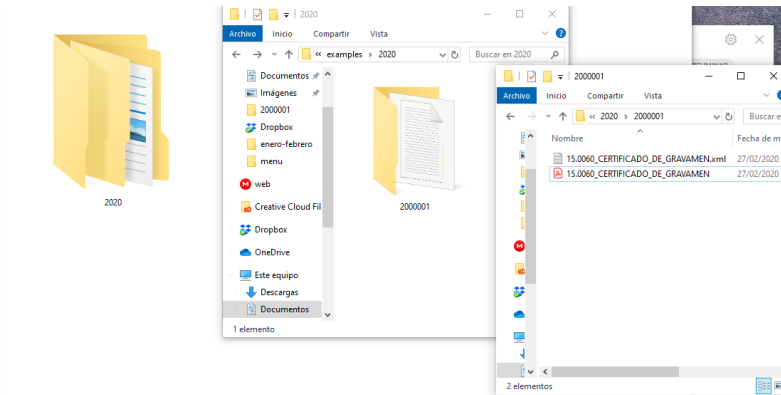 2020
2020
Archivo Inicio Compartir Vista
« examples > 2020
Buscar en 2020
Documentos
Imágenes
2000001
Dropbox
enero-febrero
menu
web
Creative Cloud Fil
Dropbox
OneDrive
Este equipo
Descargas
Documentos
2000001
1 elemento
2000001
Archivo Inicio Compartir Vista
« 2020 > 2000001
Buscar e
Nombre
Fecha de m
15.0060_CERTIFICADO_DE_GRAVAMEN.xml 27/02/2020
15.0060_CERTIFICADO_DE_GRAVAMEN 27/02/2020
2 elementos